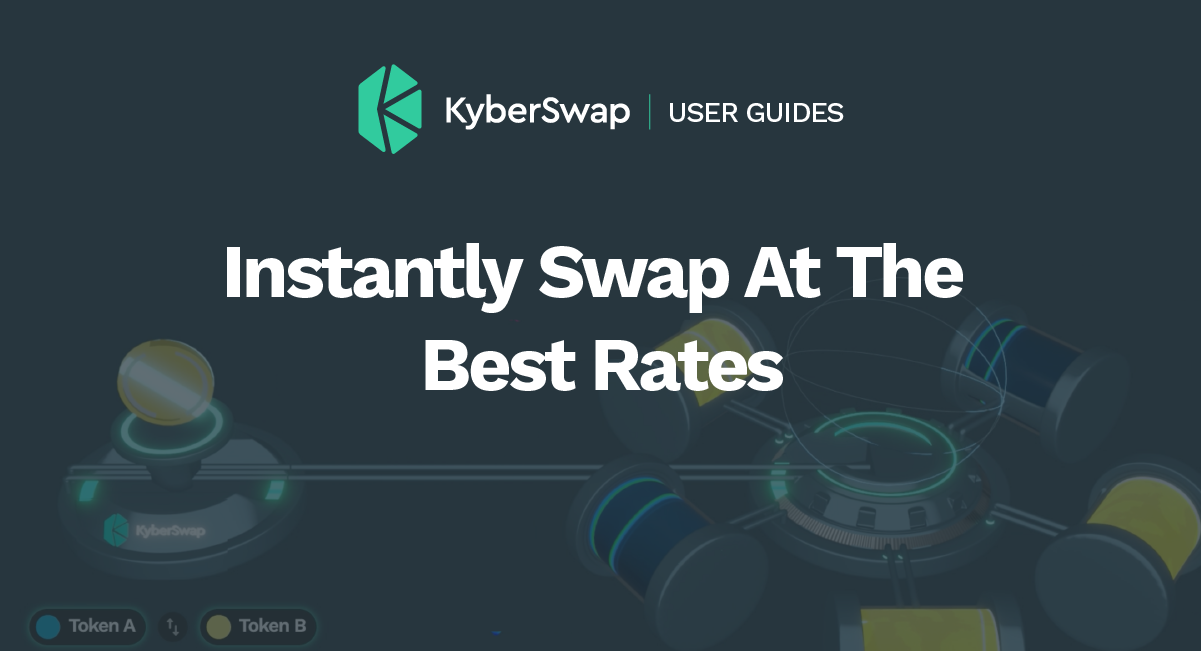 KyberSwap | USER GUIDES
Instantly Swap At The
Best Rates
KyberSwap
Token A
Token B